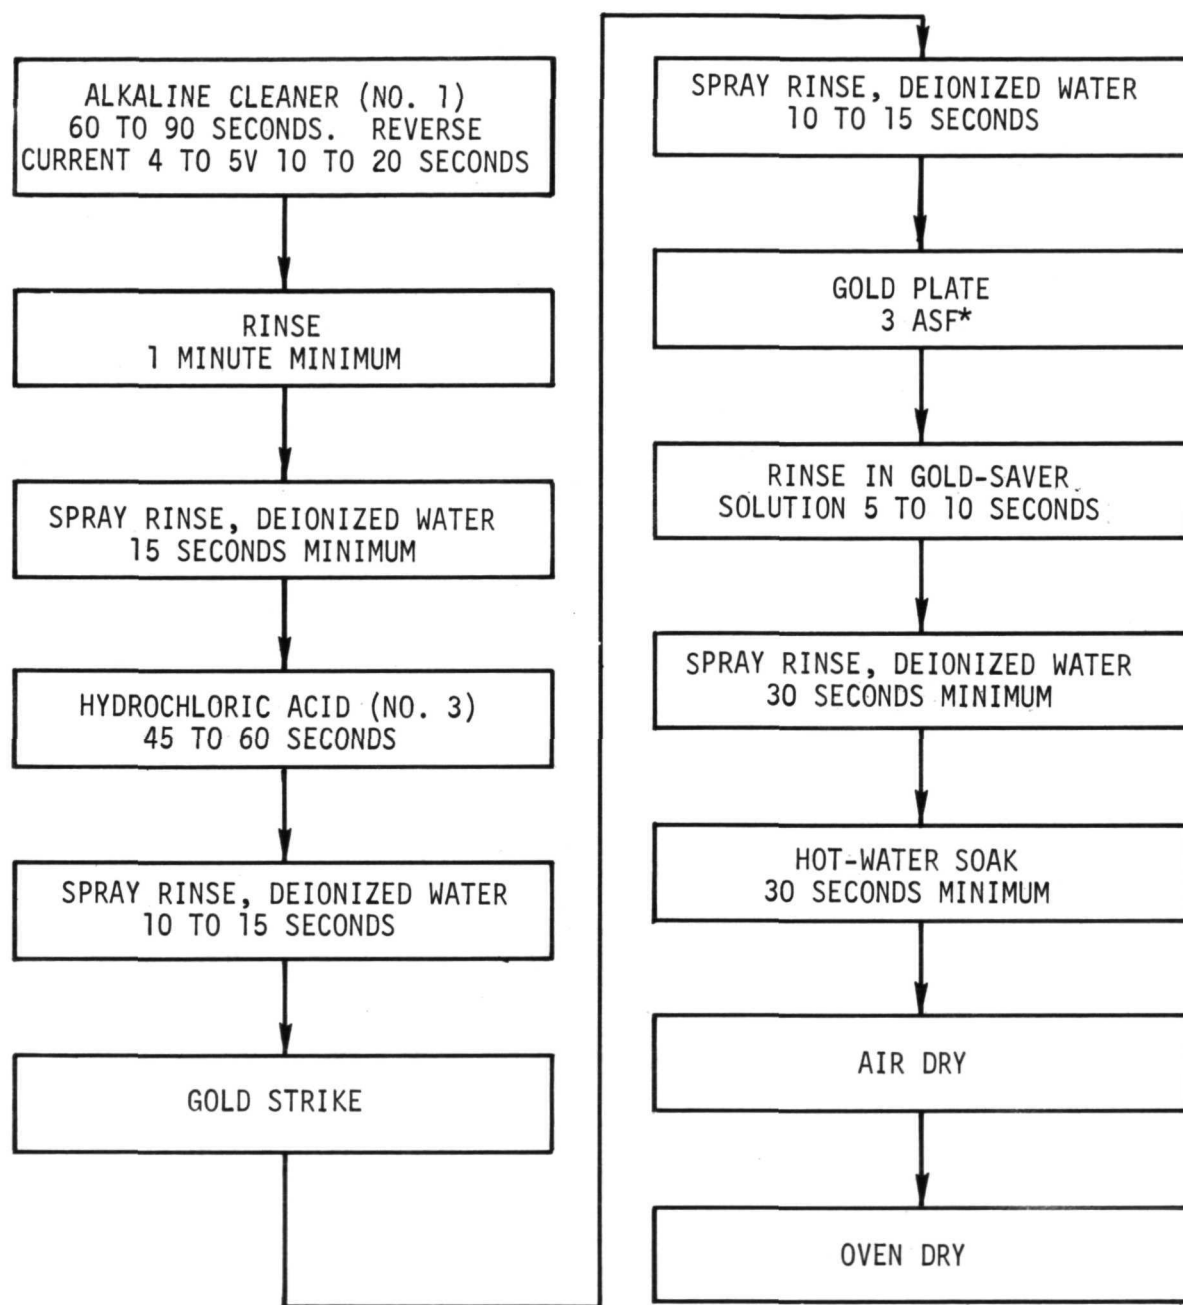 ALKALINE CLEANER (NO. 1)
60 TO 90 SECONDS. REVERSE
CURRENT 4 TO 5V 10 TO 20 SECONDS
RINSE
1 MINUTE MINIMUM
SPRAY RINSE, DEIONIZED WATER
15 SECONDS MINIMUM
HYDROCHLORIC ACID (NO. 3)
45 TO 60 SECONDS
SPRAY RINSE, DEIONIZED WATER
10 TO 15 SECONDS
GOLD STRIKE
SPRAY RINSE, DEIONIZED WATER
10 TO 15 SECONDS
GOLD PLATE
3 ASF*
RINSE IN GOLD-SAVER
SOLUTION 5 TO 10 SECONDS
SPRAY RINSE, DEIONIZED WATER
30 SECONDS MINIMUM
HOT-WATER SOAK
30 SECONDS MINIMUM
AIR DRY
OVEN DRY